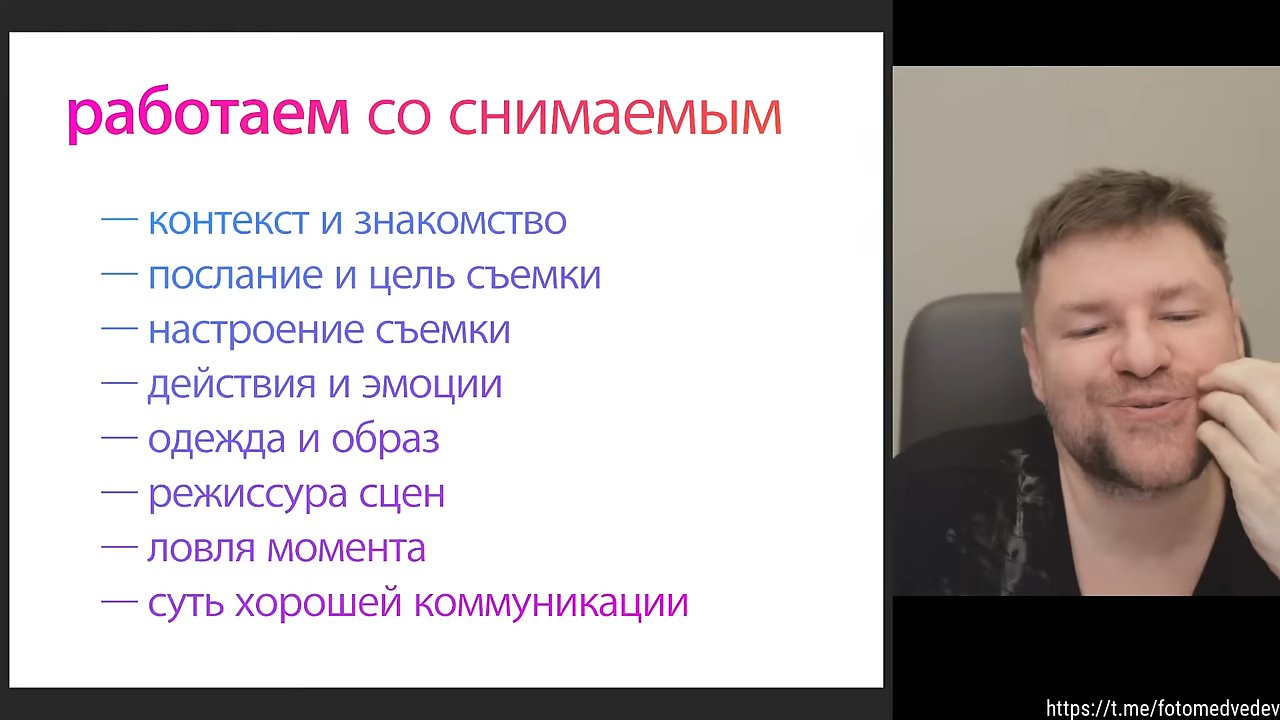 работаем со снимаемым
— контекст и знакомство
— послание и цель съемки
— настроение съемки
— действия и эмоции
— одежда и образ
— режиссура сцен
— ловля момента
— суть хорошей коммуникации
https://t.me/fotomedvedev